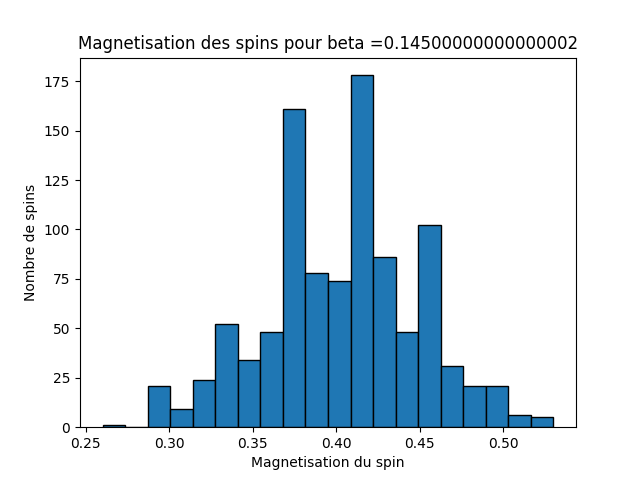 Magnetisation des spins pour beta =0.14500000000000002
175
150
125
100
75
50
25
0
Nombre de spins
0.25 0.30 0.35 0.40 0.45 0.50
Magnetisation du spin